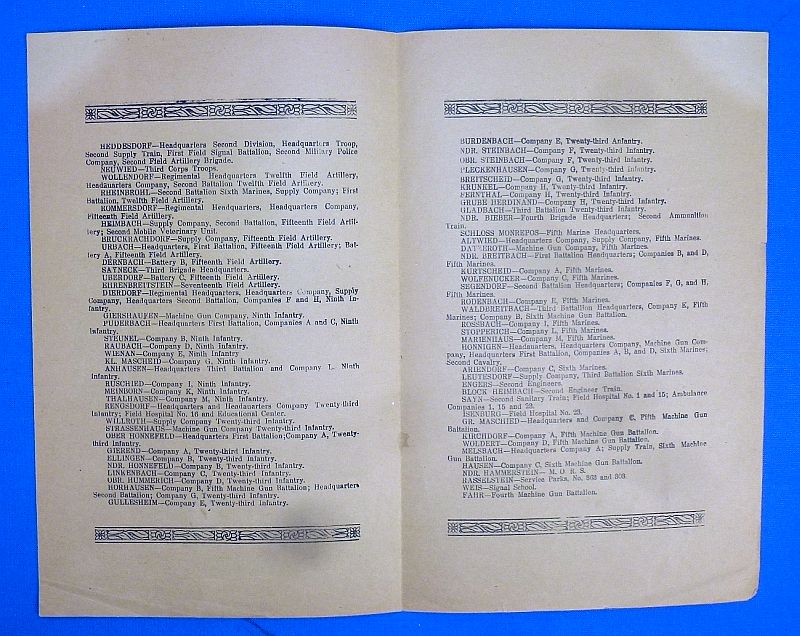 HEDDESDORF—Headquarters Second Division, Headquarters Troop,
Second Supply Train, First Field Signal Battalion, Second Military Police
Company, Second Field Artillery Brigade.
NEUWIED—Third Corps Troops.
WOLLENDORF—Regimental Headquarters Twelfth Field Artillery,
Headquarters Company, Second Battalion Twelfth Field Artillery.
RHEINBROHL—Second Battalion Sixth Marines, Supply Company; First
Battalion, Twelfth Field Artillery.
ROMMERSDORF—Regimental Headquarters, Headquarters Company,
Fifteenth Field Artillery.
HEIMBACH—Supply Company, Second Battalion, Fifteenth Field Artil-
lery; Second Mobile Veterinary Unit.
BRUCKRACHDORF—Supply Company, Fifteenth Field Artillery.
URBACH—Headquarters, First Battalion, Fifteenth Field Artillery; Bat-
tery A, Fifteenth Field Artillery.
DERNBACH—Battery B, Fifteenth Field Artillery.
SAYNECK—Third Brigade Headquarters.
UBERDORF—Battery C, Fifteenth Field Artillery.
EHRENBREITSTEIN—Seventeenth Field Artillery.
DIERDORF—Regimental Headquarters, Headquarters Company, Supply
Company, Headquarters Second Battalion, Companies F and H, Ninth In-
fantry.
GIERSHAUFEN—Machine Gun Company, Ninth Infantry.
PUDERBACH—Headquarters First Battalion, Companies A and C, Ninth
Infantry.
STEUNEL—Company B, Ninth Infantry.
RAUBACH—Company D, Ninth Infantry.
WIENAN—Company E, Ninth Infantry
KL. MASCHEID—Company G, Ninth Infantry.
ANHAUSEN—Headquarters Third Battalion and Company L, Ninth
Infantry.
RUSCHIED—Company I, Ninth Infantry.
MEINBORN—Company K, Ninth Infantry.
THALHAUSEN—Company M, Ninth Infantry.
RENGSDORF—Headquarters and Headquarters Company Twenty-third
Infantry; Field Hospital No. 16 and Educational Center.
WILLROTH—Supply Company Twenty-third Infantry.
STRASSENHAUS—Machine Gun Company Twenty-third Infantry.
OBER HONNEFELD—Headquarters First Battalion;Company A, Twenty-
third Infantry.
GIEREND—Company A, Twenty-third Infantry.
ELLINGEN—Company B, Twenty-third Infantry.
NDR. HONNEFELD—Company B, Twenty-third Infantry.
LINKENBACH—Company C, Twenty-third Infantry.
OBR. HUMMERICH—Company D, Twenty-third Infantry.
HORHAUSEN—Company B, Fifth Machine Gun Battalion; Headquarters
Second Battalion; Company G, Twenty-third Infantry.
GULLESHEIM—Company E, Twenty-third Infantry.
BURDENBACH—Company E, Twenty-third Anfantry.
NDR. STEINBACH—Company F, Twenty-third Infantry.
OBR. STEINBACH—Company F, Twenty-third Infantry.
PLECKENHAUSEN—Company G, Twenty-third Infantry.
BREITSCHEID—Company G, Twenty-third Infantry.
KRUNKEL—Company H, Twenty-third Infantry.
FERNTHAL—Company H, Twenty-third Infantry.
GRUBE HERDINAND—Company H, Twenty-third Infantry.
GLADBACH—Third Battalion Twenty-third Infantry.
NDR. BIEBER—Fourth Brigade Headquarters; Second Ammunition
Train.
SCHLOSS MONREPOS—Fifth Marine Headquarters.
ALTWIED—Headquarters Company, Supply Company, Fifth Marines.
DATZEROTH—Machine Gun Company, Fifth Marines.
NDR. BREITBACH—First Battalion Headquarters; Companies B, and D,
Fifth Marines.
KURTSCHEID—Company A, Fifth Marines.
WOLFENUCKER—Company C, Fifth Marines.
SEGENDORF—Second Battalion Headquarters; Companies F, G, and H,
Fifth Marines.
RODENBACH—Company E, Fifth Marines.
WALDBREITBACH—Third Battalion Headquarters, Company K, Fifth
Marines; Company B, Sixth Machine Gun Battalion.
ROSSBACH—Company I, Fifth Marines.
STOPPERICH—Company L, Fifth Marines.
MARIENHAUS—Company M, Fifth Marines.
HONNIGEN—Headquarters, Headquarters Company, Machine Gun Com-
pany, Headquarters First Battalion, Companies A, B, and D, Sixth Marines;
Second Cavalry.
ARIENDORF—Company C, Sixth Marines.
LEUTESDORF—Supply Company, Third Battalion Sixth Marines.
ENGERS—Second Engineers.
BLOCK HEIMBACH—Second Engineer Train.
SAYN—Second Sanitary Train; Field Hospital No. 1 and 15; Ambulance
Companies 1, 15 and 23.
ISENBURG—Field Hospital No. 23.
GR. MASCHIED—Headquarters and Company C, Fifth Machine Gun
Battalion.
KIRCHDORF—Company A, Fifth Machine Gun Battalion.
WOLDERT—Company D, Fifth Machine Gun Battalion.
MELSBACH—Headquarters Company A; Supply Train, Sixth Machine
Gun Battalion.
HAUSEN—Company C, Sixth Machine Gun Battalion.
NDR. HAMMERSTEIN—M. O. R. S.
RASSELSTEIN—Service Parks, No. 363 and 303.
WEIS—Signal School.
FAHR—Fourth Machine Gun Battalion.